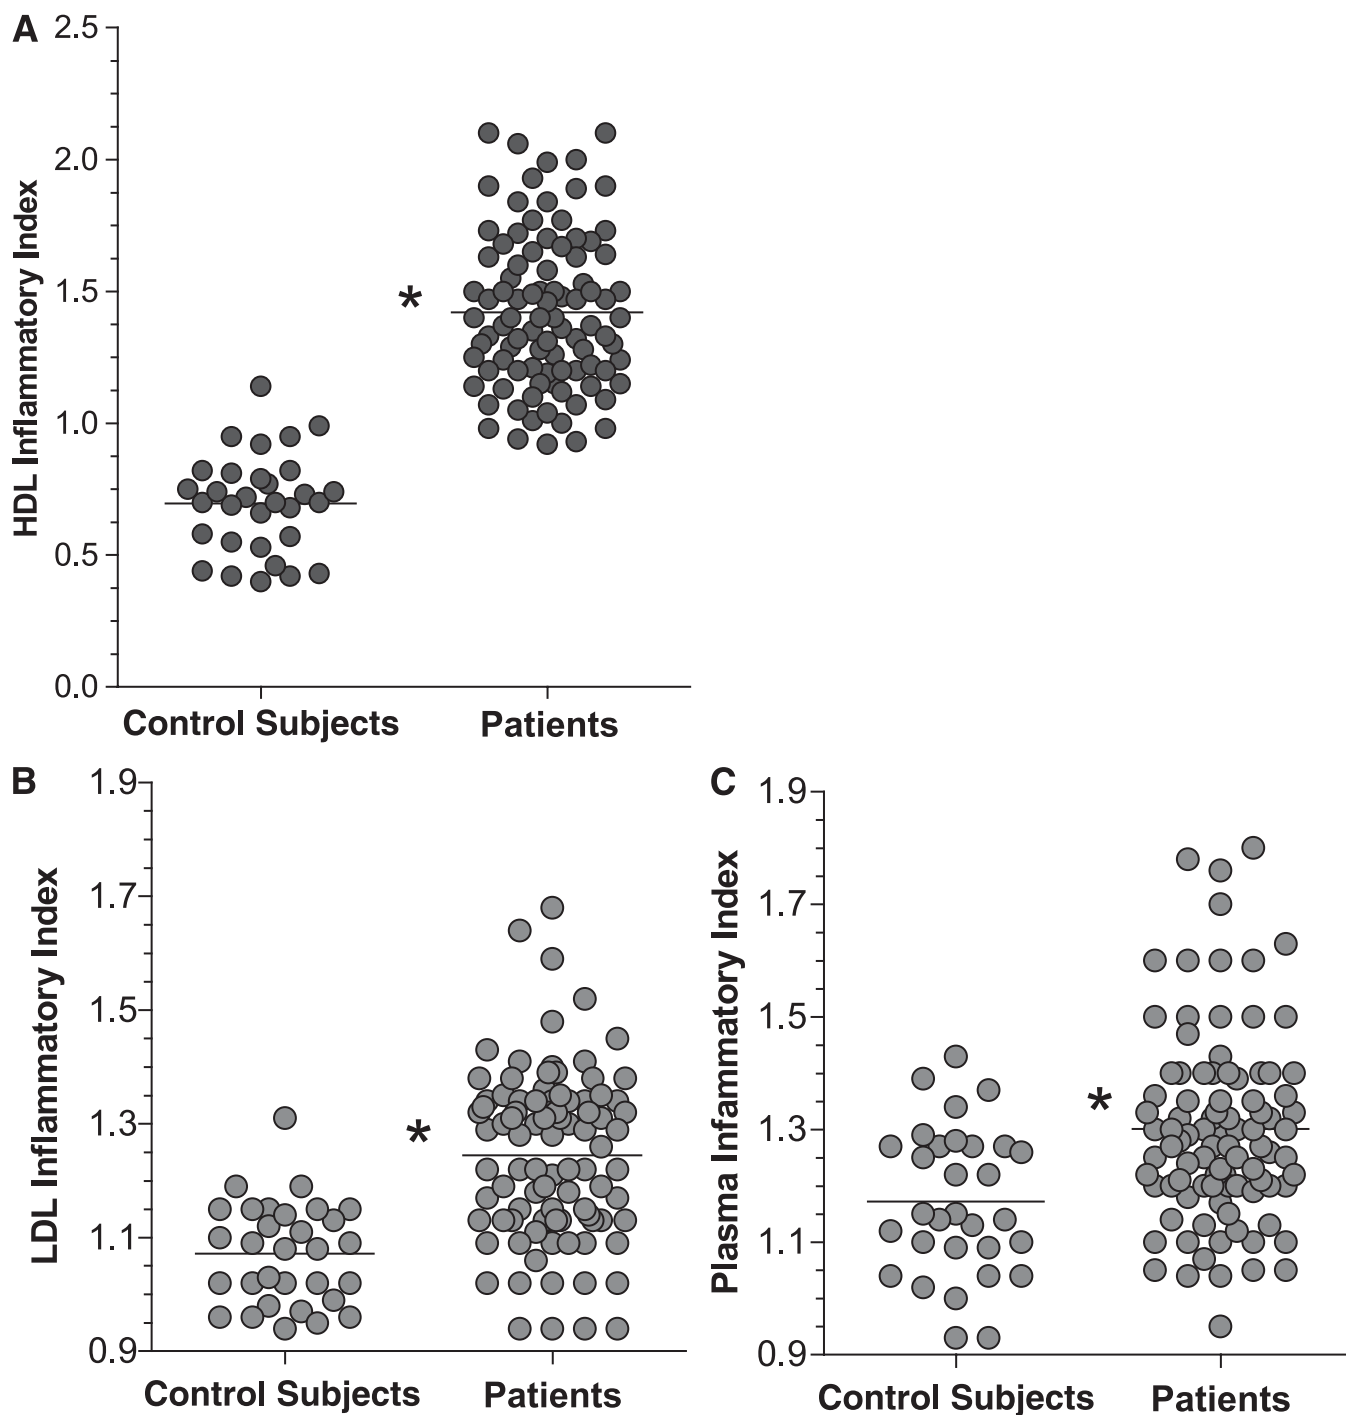 A
HDL Inflammatory Index
2.5
2.0
1.5
1.0
0.5
0.0
*
Control Subjects
Patients
B
LDL Inflammatory Index
1.9
1.7
1.5
1.3
1.1
0.9
*
Control Subjects
Patients
C
Plasma Infammatory Index
1.9
1.7
1.5
1.3
1.1
0.9
*
Control Subjects
Patients